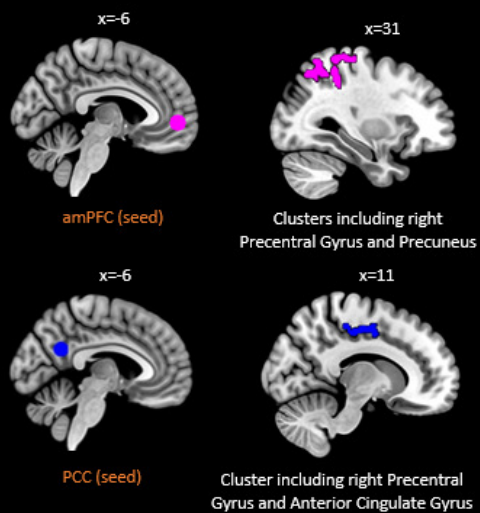 x=-6
x=31
amPFC (seed)
Clusters including right
Precentral Gyrus and Precuneus
x=-6
x=11
PCC (seed)
Cluster including right Precentral
Gyrus and Anterior Cingulate Gyrus